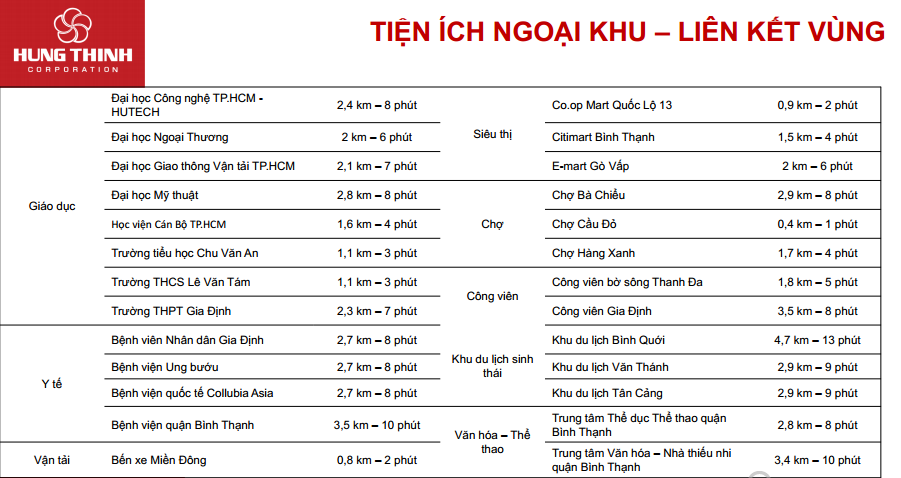 HUNG THINH
CORPORATION
TIỆN ÍCH NGOẠI KHU – LIÊN KẾT VÙNG
Giáo dục
Đại học Công nghệ TP.HCM -
HUTECH
2,4 km – 8 phút
Đại học Ngoại Thương
2 km – 6 phút
Đại học Giao thông Vận tải TP.HCM
2,1 km – 7 phút
Đại học Mỹ thuật
2,8 km – 8 phút
Học viện Cán Bộ TP.HCM
1,6 km – 4 phút
Trường tiểu học Chu Văn An
1,1 km – 3 phút
Trường THCS Lê Văn Tám
1,1 km – 3 phút
Trường THPT Gia Định
2,3 km – 7 phút
Y tế
Bệnh viên Nhân dân Gia Định
2,7 km – 8 phút
Bệnh viện Ung bướu
2,7 km – 8 phút
Bệnh viện quốc tế Collubia Asia
2,7 km – 8 phút
Bệnh viện quận Bình Thạnh
3,5 km – 10 phút
Vận tải
Bến xe Miền Đông
0,8 km – 2 phút
Siêu thị
Co.op Mart Quốc Lộ 13
0,9 km – 2 phút
Citimart Bình Thạnh
1,5 km – 4 phút
E-mart Gò Vấp
2 km – 6 phút
Chợ
Chợ Bà Chiểu
2,9 km – 8 phút
Chợ Cầu Đỏ
0,4 km – 1 phút
Chợ Hàng Xanh
1,7 km – 4 phút
Công viên
Công viên bờ sông Thanh Đa
1,8 km – 5 phút
Công viên Gia Định
3,5 km – 8 phút
Khu du lịch sinh
thái
Khu du lịch Bình Quới
4,7 km – 13 phút
Khu du lịch Văn Thánh
2,9 km – 9 phút
Khu du lịch Tân Cảng
2,9 km – 9 phút
Văn hóa – Thể
thao
Trung tâm Thể dục Thể thao quận
Bình Thạnh
2,8 km – 8 phút
Trung tâm Văn hóa – Nhà thiếu nhi
quận Bình Thạnh
3,4 km – 10 phút